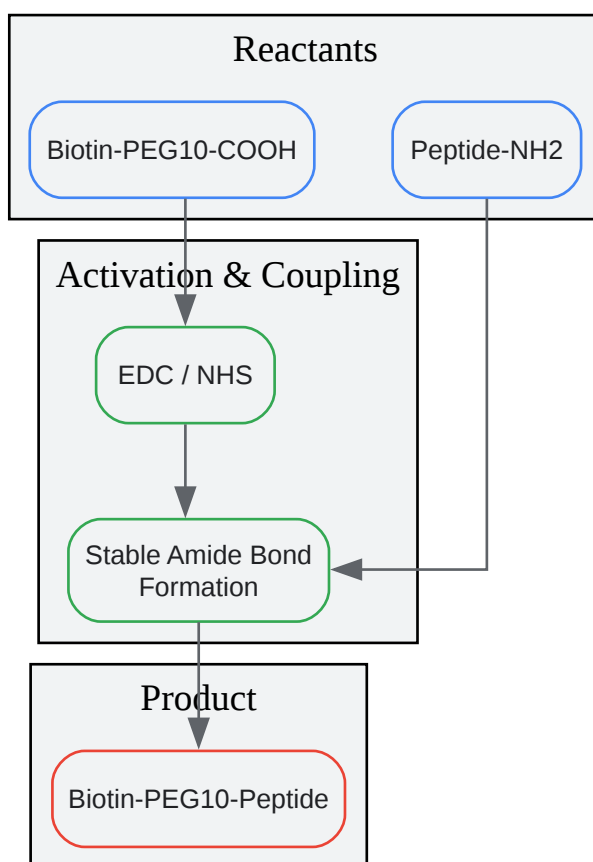 Reactants
Biotin-PEG10-COOH
Peptide-NH2
Activation & Coupling
EDC / NHS
Stable Amide Bond
Formation
Product
Biotin-PEG10-Peptide